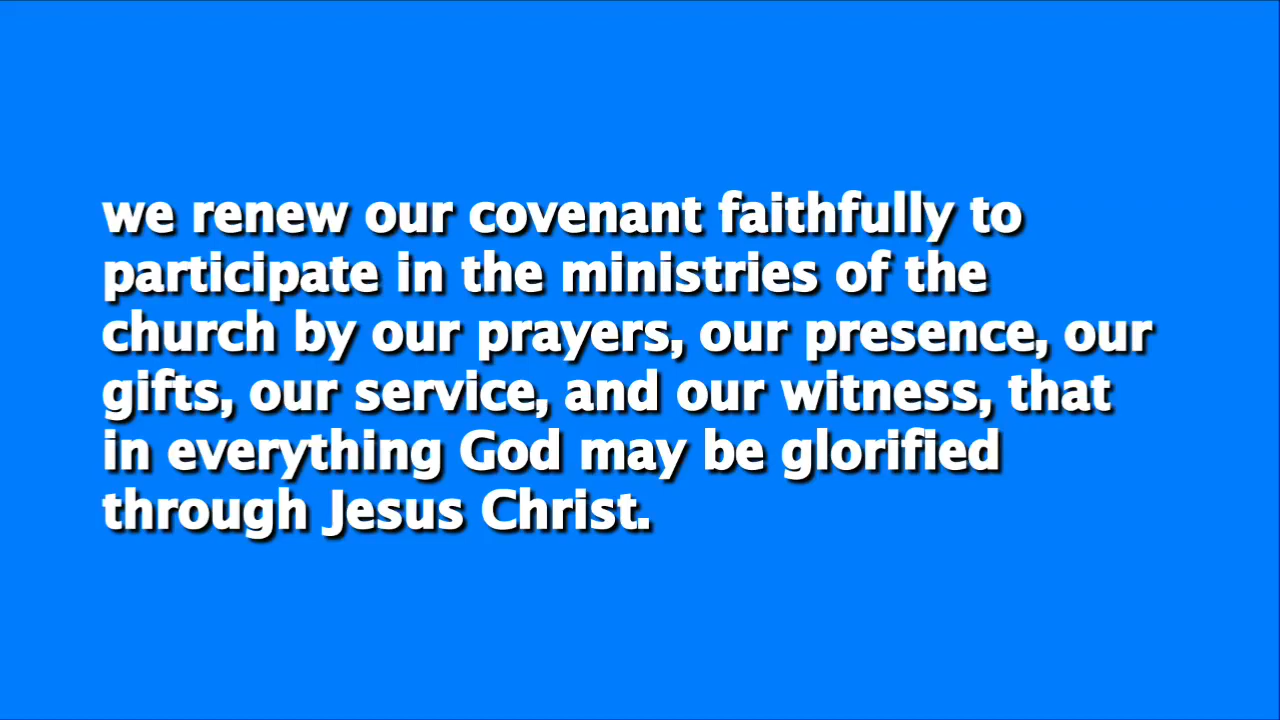 we renew our covenant faithfully to
participate in the ministries of the
church by our prayers, our presence, our
gifts, our service, and our witness, that
in everything God may be glorified
through Jesus Christ.